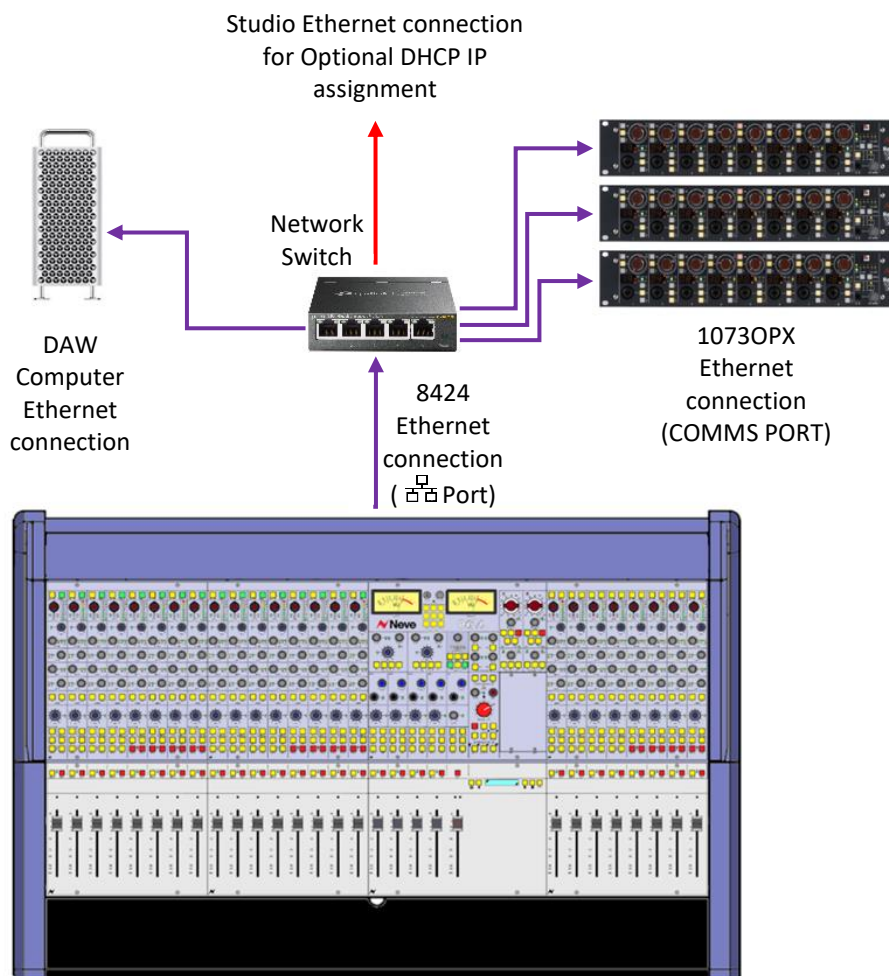 Studio Ethernet connection
for Optional DHCP IP
assignment
Network
Switch
DAW
Computer
Ethernet
connection
1073OPX
Ethernet
connection
(COMMS PORT)
8424
Ethernet
connection
( Port)
Neve